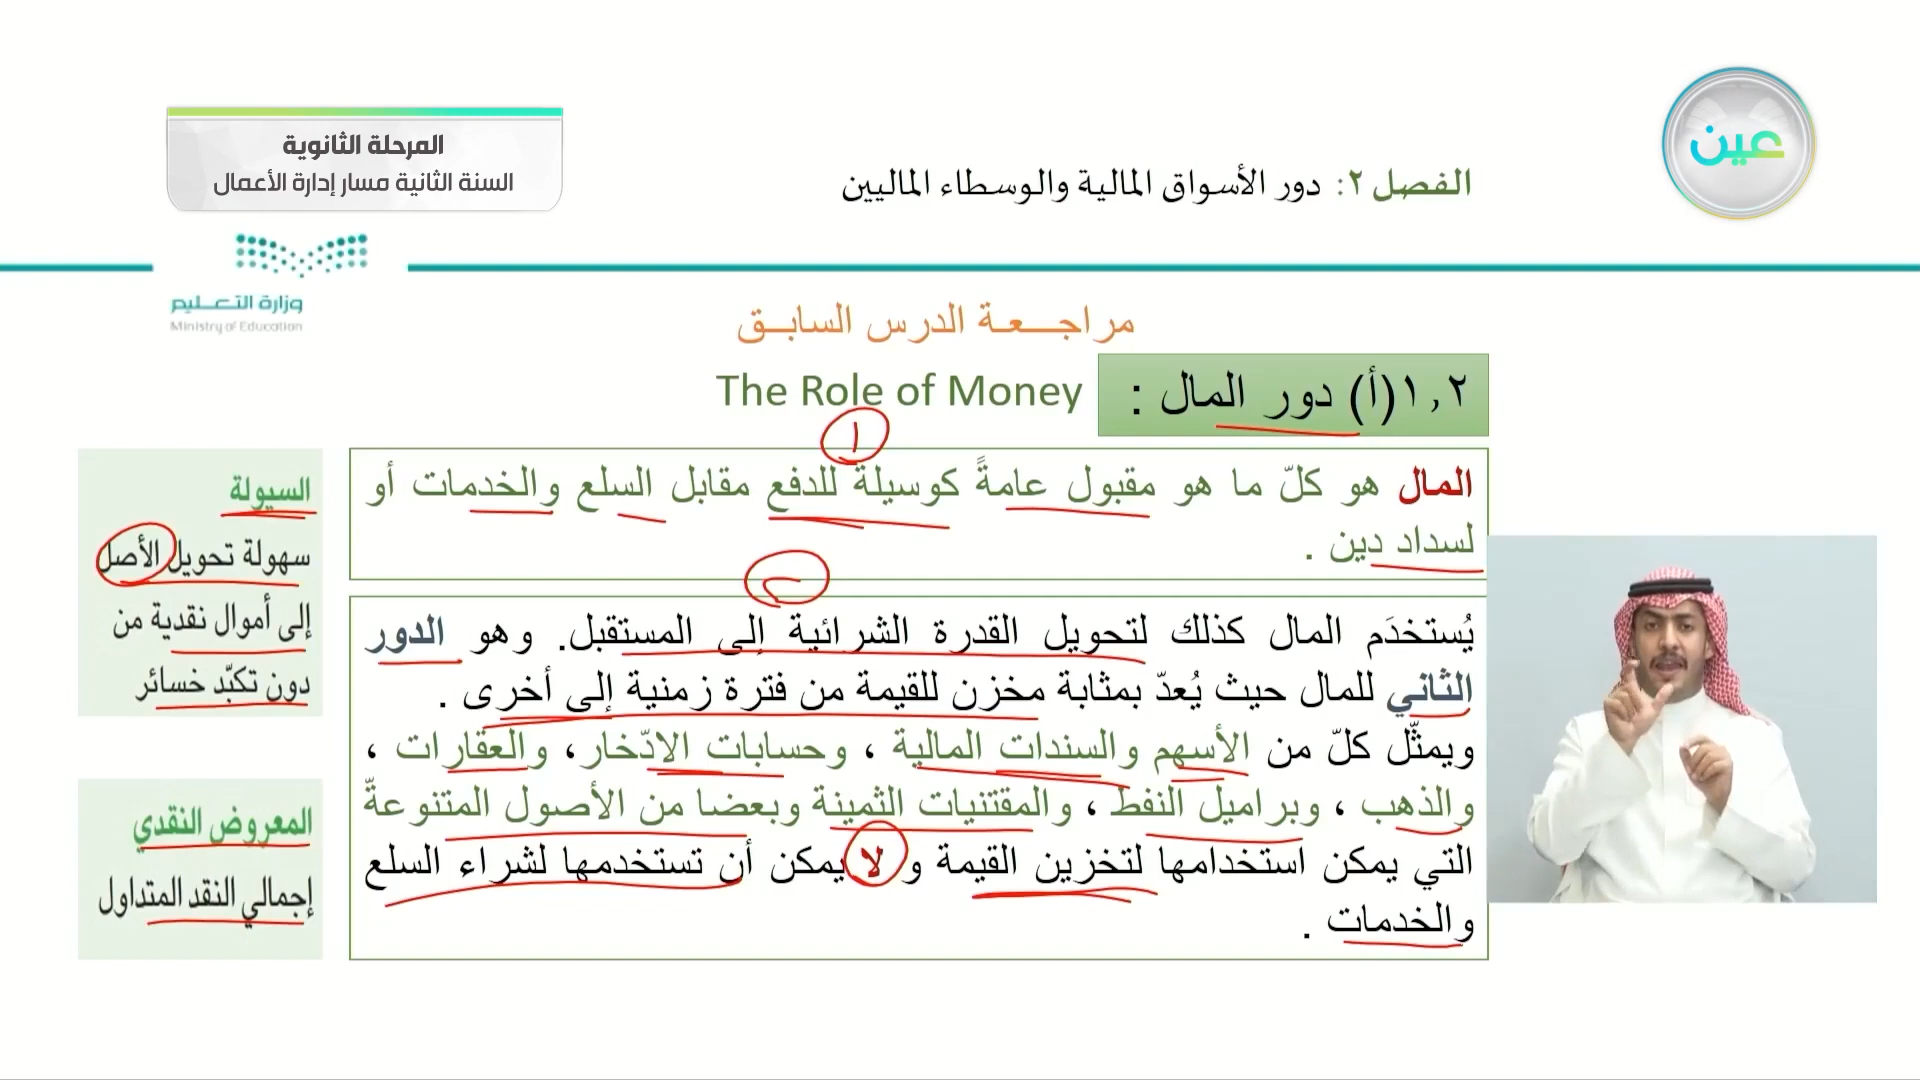 المرحلة الثانوية
السنة الثانية مسار إدارة الأعمال
عين
الفصل ٢: دور الأسواق المالية والوسطاء الماليين
وزارة التعليم
Ministry of Education
مراجعة الدرس السابق
١,٢(أ) دور المال :
The Role of Money
١
المال هو كلّ ما هو مقبول عامةً كوسيلة للدفع مقابل السلع والخدمات أو
لسداد دين .
يُستخدَم المال كذلك لتحويل القدرة الشرائية إلى المستقبل. وهو الدور
الثاني للمال حيث يُعدّ بمثابة مخزن للقيمة من فترة زمنية إلى أخرى .
ويمثّل كلّ من الأسهم والسندات المالية ، وحسابات الادّخار، والعقارات ،
والذهب ، وبراميل النفط ، والمقتنيات الثمينة وبعضا من الأصول المتنوعةّ
التي يمكن استخدامها لتخزين القيمة و لا يمكن أن تستخدمها لشراء السلع
والخدمات .
السيولة
سهولة تحويل الأصل
إلى أموال نقدية من
دون تكبّد خسائر
المعروض النقدي
إجمالي النقد المتداول